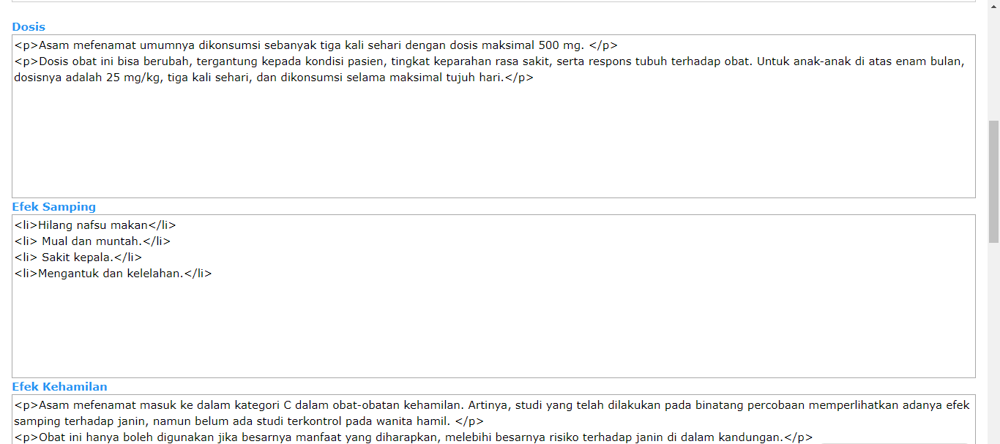 Dosis
<p>Asam mefenamat umumnya dikonsumsi sebanyak tiga kali sehari dengan dosis maksimal 500 mg. </p>
<p>Dosis obat ini bisa berubah, tergantung kepada kondisi pasien, tingkat keparahan rasa sakit, serta respons tubuh terhadap obat. Untuk anak-anak di atas enam bulan,
dosisnya adalah 25 mg/kg, tiga kali sehari, dan dikonsumsi selama maksimal tujuh hari.</p>
Efek Samping
<li>Hilang nafsu makan</li>
<li> Mual dan muntah.</li>
<li> Sakit kepala.</li>
<li>Mengantuk dan kelelahan.</li>
Efek Kehamilan
<p>Asam mefenamat masuk ke dalam kategori C dalam obat-obatan kehamilan. Artinya, studi yang telah dilakukan pada binatang percobaan memperlihatkan adanya efek
samping terhadap janin, namun belum ada studi terkontrol pada wanita hamil. </p>
<p>Obat ini hanya boleh digunakan jika besarnya manfaat yang diharapkan, melebihi besarnya risiko terhadap janin di dalam kandungan.</p>